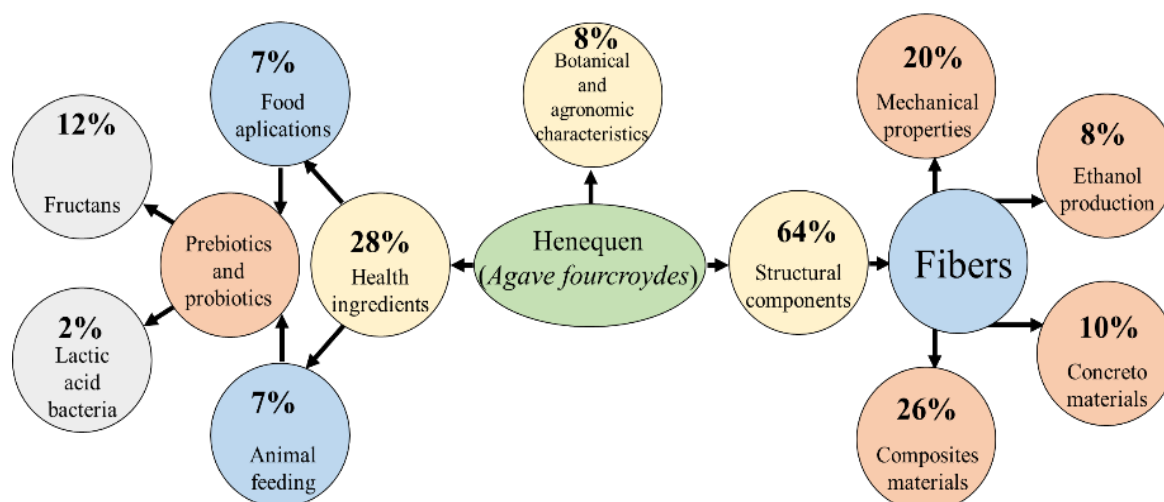 7%
Food
aplications
12%
Fructans
Prebiotics
and
probiotics
2%
Lactic
acid
bacteria
7%
Animal
feeding
28%
Health
ingredients
8%
Botanical
and
agronomic
characteristics
Henequen
(Agave fourcroydes)
64%
Structural
components
Fibers
20%
Mechanical
properties
8%
Ethanol
production
10%
Concreto
materials
26%
Composites
materials